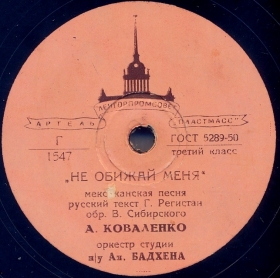 ЛЕНГОРПРОМСОВЕТ
АРТЕЛЬ „ПЛАСТМАСС"
Г ГОСТ 5289-50
1547 третий класс
„НЕ ОБИЖАЙ МЕНЯ"
мексиканская песня
русский текст Г. Регистан
обр. В. Сибирского
А. КОВАЛЕНКО
оркестр студии
п/у Ан. БАДХЕНА